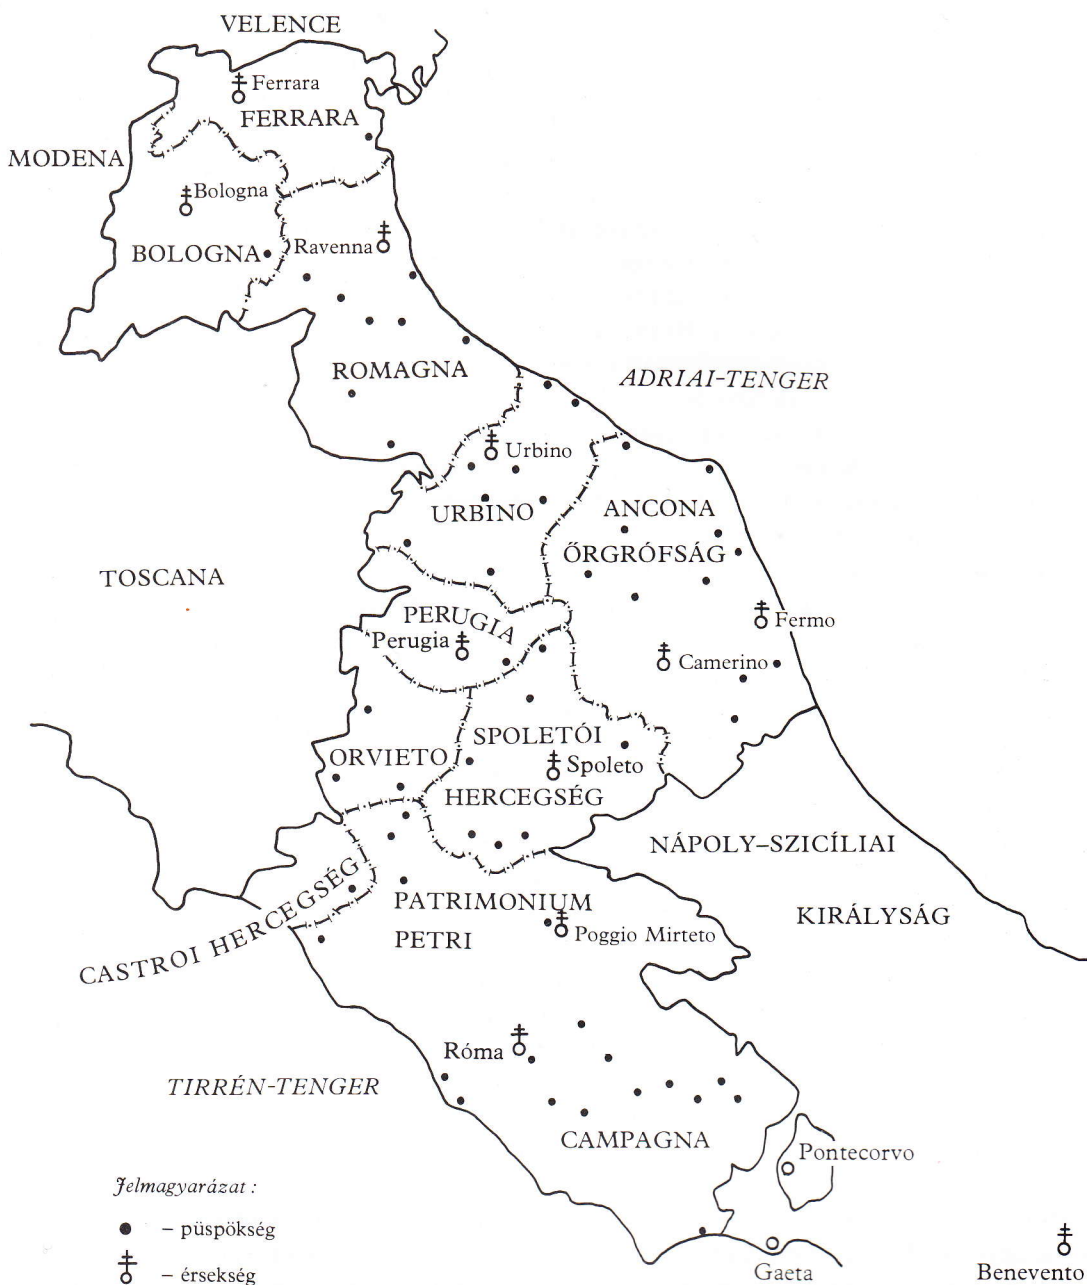 VELENCE
Ferrara
FERRARA
MODENA
Bologna
BOLOGNA
Ravenna
ROMAGNA
ADRIAI-TENGER
Urbino
URBINO
ANCONA
ŐRGRÓFSÁG
TOSCANA
PERUGIA
Perugia
Fermo
Camerino
SPOLETÓI
ORVIETO
Spoleto
HERCEGSÉG
NÁPOLY–SZICÍLIAI
KIRÁLYSÁG
CASTROI HERCEGSÉG
PATRIMONIUM
PETRI
Poggio Mirteto
Róma
TIRRÉN-TENGER
CAMPAGNA
Pontecorvo
Jelmagyarázat :
– püspökség
– érsekség
Gaeta
Benevento